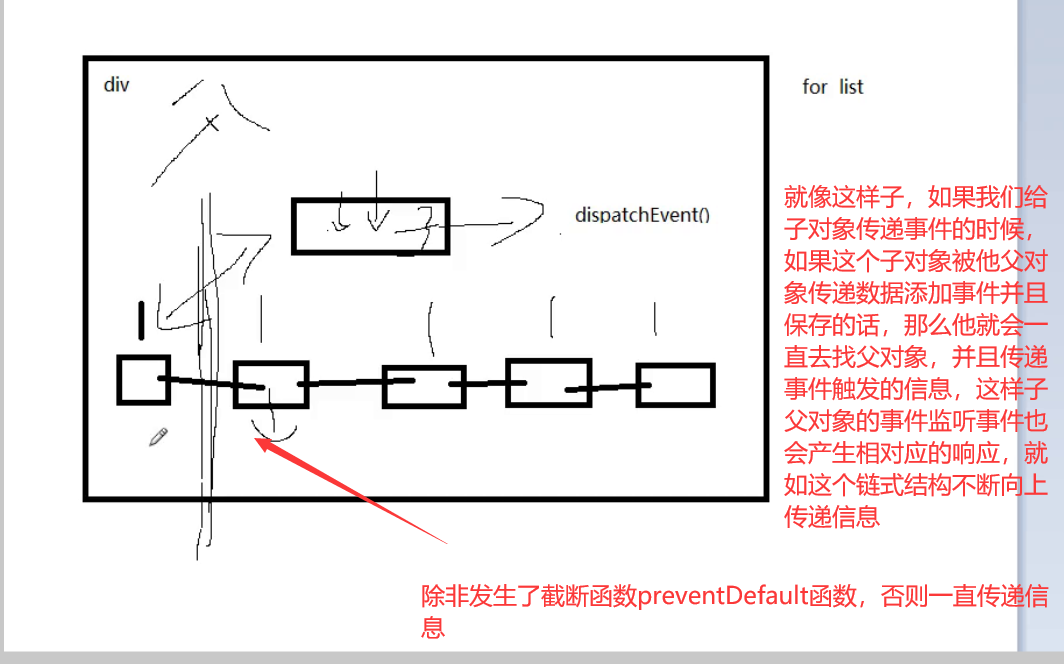 div
for list
dispatchEvent()
就像这样子，如果我们给
子对象传递事件的时候，
如果这个子对象被他父对
象传递数据添加事件并且
保存的话，那么他就会一
直去找父对象，并且传递
事件触发的信息，这样子
父对象的事件监听事件也
会产生相对应的响应，就
如这个链式结构不断向上
传递信息
除非发生了截断函数preventDefault函数，否则一直传递信
息